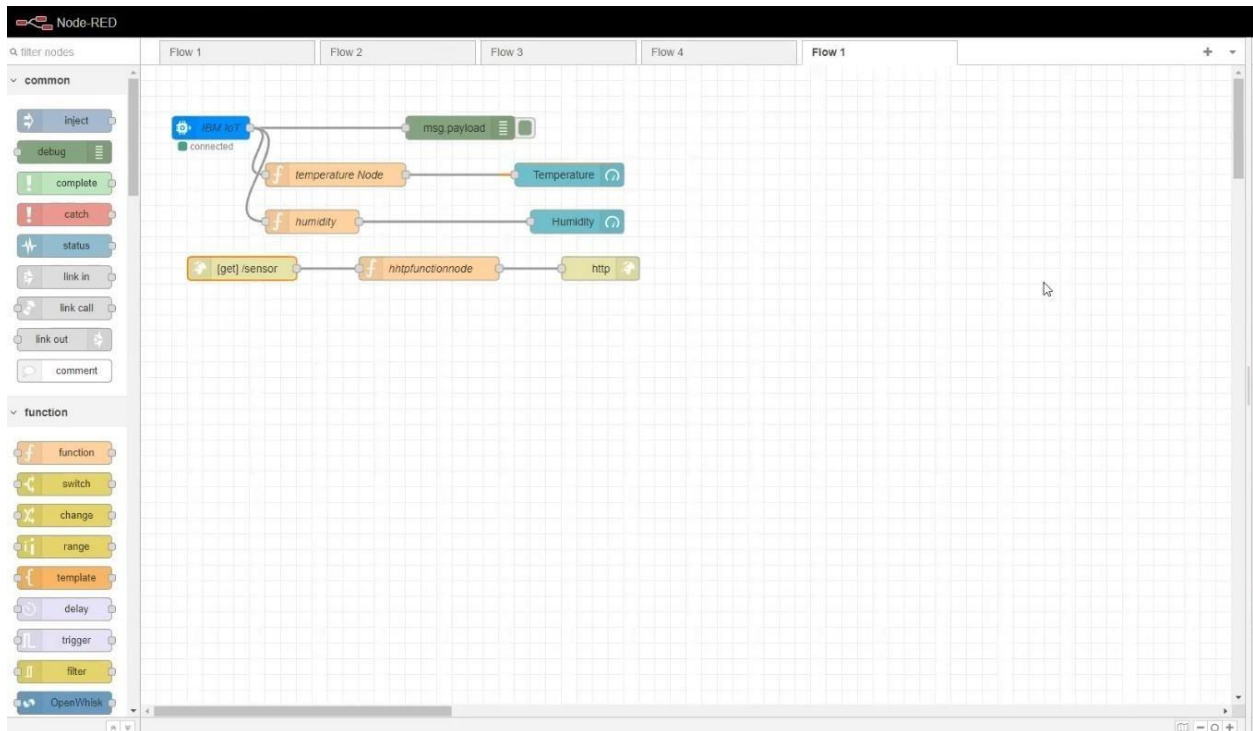 Node-RED
filter nodes
Flow 1
Flow 2
Flow 3
Flow 4
Flow 1
common
inject
debug
complete
catch
status
link in
link call
link out
comment
function
function
switch
change
range
template
delay
trigger
filter
OpenWhisk
IBM IoT
connected
msg.payload
temperature Node
Temperature
humidity
Humidity
[get] /sensor
hhtpfunctionnode
http